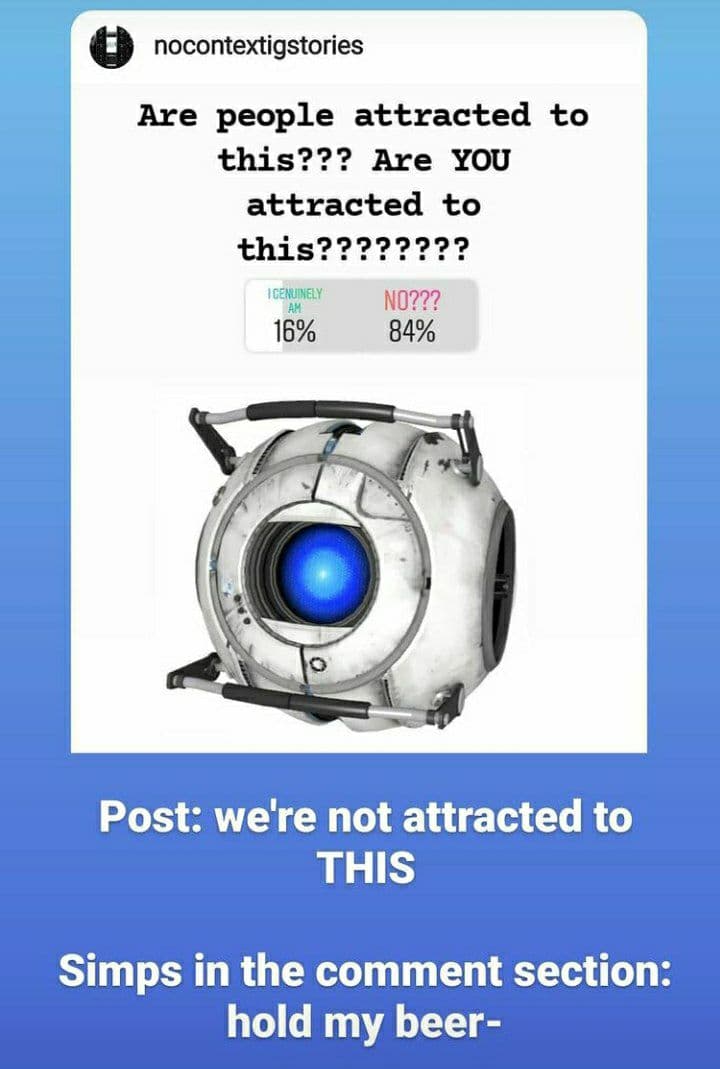 nocontextigstories
Are people attracted to
this??? Are YOU
attracted to
this????????
I GENUINELY
AM
16%
NO???
84%
Post: we're not attracted to
THIS
Simps in the comment section:
hold my beer-